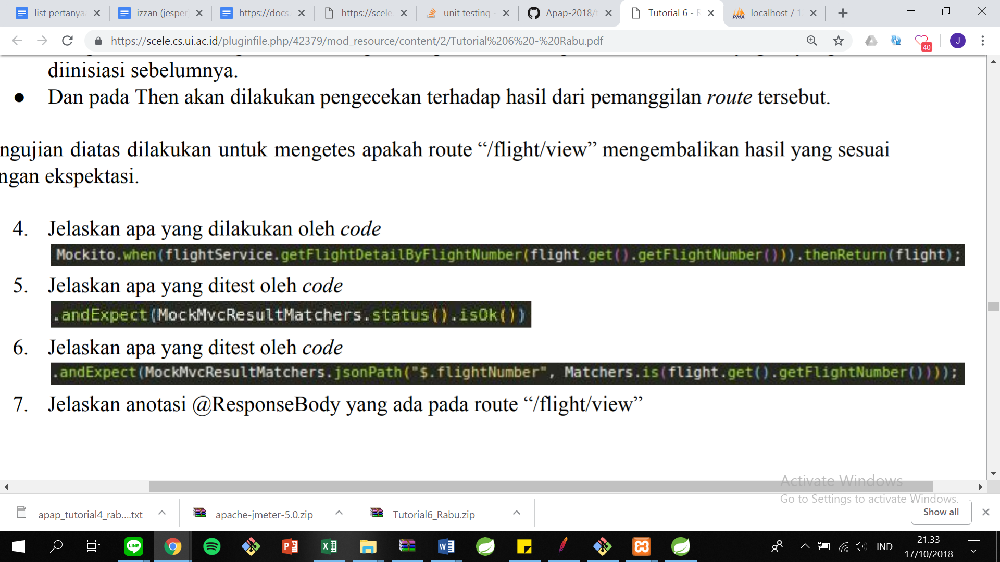 list pertanya
izzan (jesper
https://docs.
https://scele
unit testing -
Apap-2018/t
Tutorial 6 - R
PMA
localhost / 1
https://scele.cs.ui.ac.id/pluginfile.php/42379/mod_resource/content/2/Tutorial%206%20-%20Rabu.pdf
40
J
diinisiasi sebelumnya.
● Dan pada Then akan dilakukan pengecekan terhadap hasil dari pemanggilan route tersebut.
ngujian diatas dilakukan untuk mengetes apakah route “/flight/view” mengembalikan hasil yang sesuai
ngan ekspektasi.
4. Jelaskan apa yang dilakukan oleh code
Mockito.when(flightService.getFlightDetailByFlightNumber(flight.get().getFlightNumber())).thenReturn(flight);
5. Jelaskan apa yang ditest oleh code
.andExpect(MockMvcResultMatchers.status().isOk())
6. Jelaskan apa yang ditest oleh code
.andExpect(MockMvcResultMatchers.jsonPath("$.flightNumber", Matchers.is(flight.get().getFlightNumber())));
7. Jelaskan anotasi @ResponseBody yang ada pada route “/flight/view”
Activate Windows
Go to Settings to activate Windows.
apap_tutorial4_rab....txt
apache-jmeter-5.0.zip
Tutorial6_Rabu.zip
Show all
LINE
IND
21.33
17/10/2018